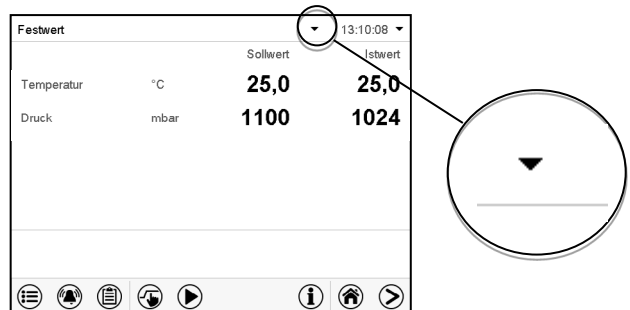 Festwert 13:10:08
Sollwert Istwert
Temperatur °C 25,0 25,0
Druck mbar 1100 1024